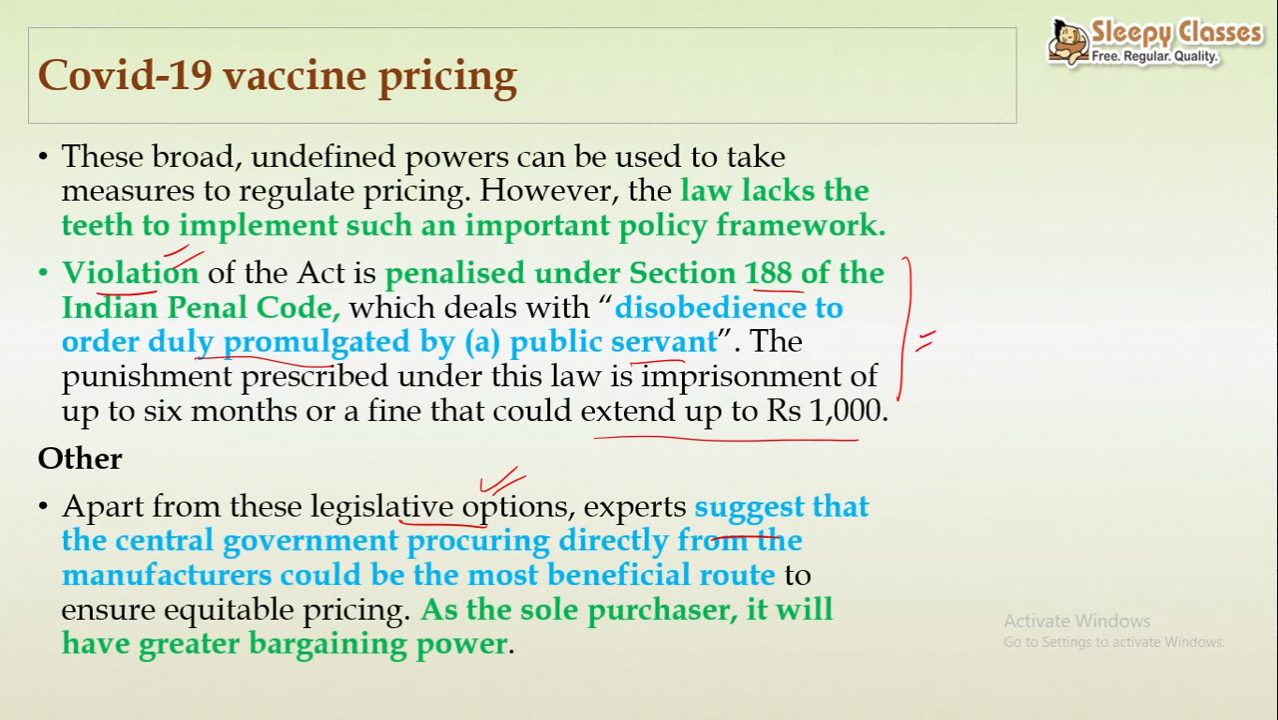 Sleepy Classes
Free. Regular. Quality.
Covid-19 vaccine pricing
• These broad, undefined powers can be used to take
measures to regulate pricing. However, the law lacks the
teeth to implement such an important policy framework.
• Violation of the Act is penalised under Section 188 of the
Indian Penal Code, which deals with “disobedience to
order duly promulgated by (a) public servant”. The
punishment prescribed under this law is imprisonment of
up to six months or a fine that could extend up to Rs 1,000.
Other
• Apart from these legislative options, experts suggest that
the central government procuring directly from the
manufacturers could be the most beneficial route to
ensure equitable pricing. As the sole purchaser, it will
have greater bargaining power.
Activate Windows
Go to Settings to activate Windows.